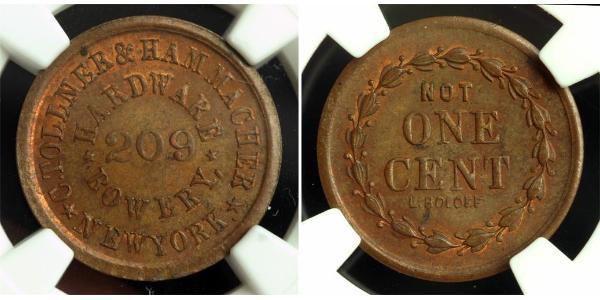 C TOLLNER & HAMMACHER
HARDWARE
209
BOWERY,
NEW YORK
NOT
ONE
CENT
L. ROLOFF